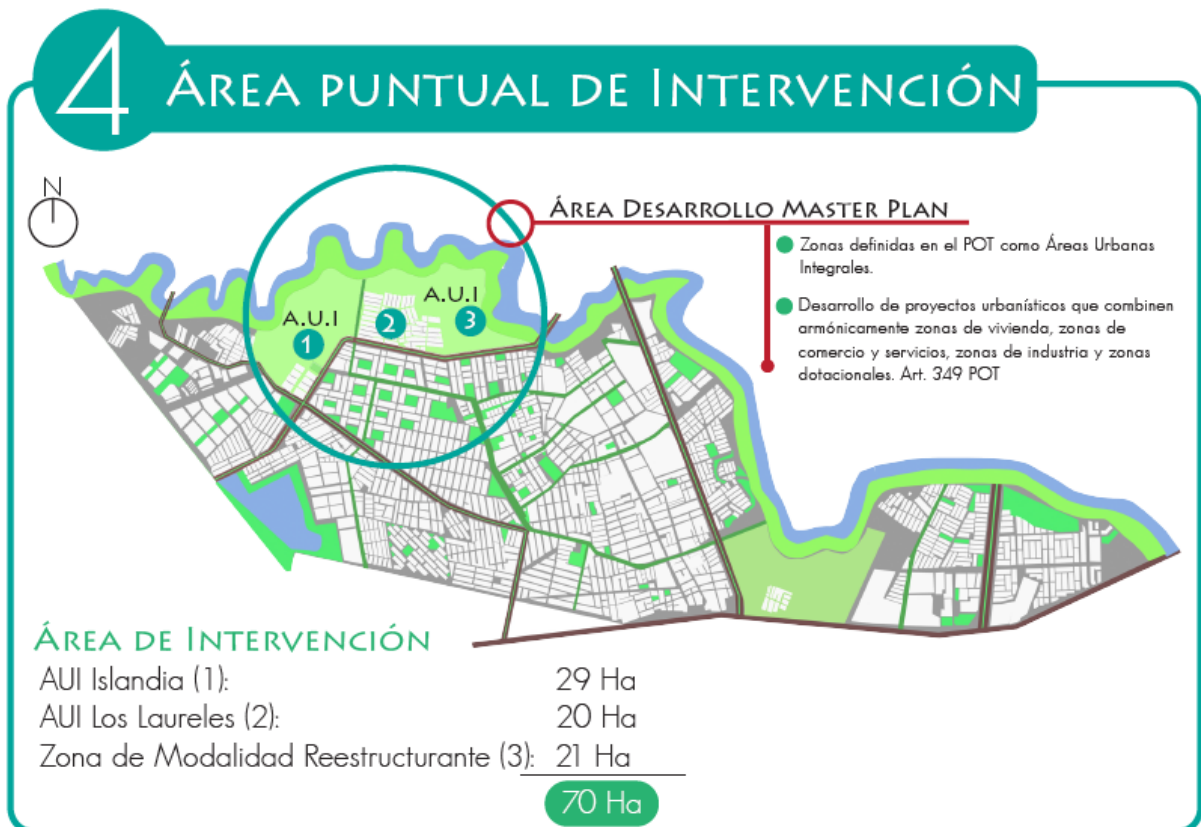 4
ÁREA PUNTUAL DE INTERVENCIÓN
N
ÁREA DESARROLLO MASTER PLAN
Zonas definidas en el POT como Áreas Urbanas
Integrales.
Desarrollo de proyectos urbanísticos que combinen
armónicamente zonas de vivienda, zonas de
comercio y servicios, zonas de industria y zonas
dotacionales. Art. 349 POT
A.U.I
1
2
A.U.I
3
ÁREA DE INTERVENCIÓN
AUI Islandia (1): 29 Ha
AUI Los Laureles (2): 20 Ha
Zona de Modalidad Reestructurante (3): 21 Ha
70 Ha